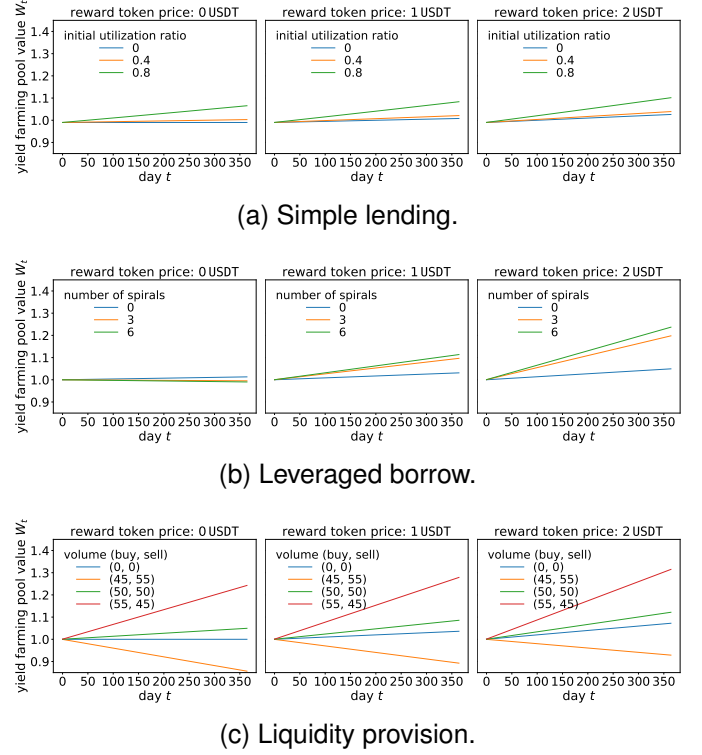 reward token price: 0 USDT
reward token price: 1 USDT
reward token price: 2 USDT
yield farming pool value W_t
1.4
1.3
1.2
1.1
1.0
0.9
initial utilization ratio
0
0.4
0.8
initial utilization ratio
0
0.4
0.8
initial utilization ratio
0
0.4
0.8
0 50 100 150 200 250 300 350
0 50 100 150 200 250 300 350
0 50 100 150 200 250 300 350
day t
day t
day t
(a) Simple lending.
reward token price: 0 USDT
reward token price: 1 USDT
reward token price: 2 USDT
yield farming pool value W_t
1.4
1.3
1.2
1.1
1.0
0.9
number of spirals
0
3
6
number of spirals
0
3
6
number of spirals
0
3
6
0 50 100 150 200 250 300 350
0 50 100 150 200 250 300 350
0 50 100 150 200 250 300 350
day t
day t
day t
(b) Leveraged borrow.
reward token price: 0 USDT
reward token price: 1 USDT
reward token price: 2 USDT
yield farming pool value W_t
1.4
1.3
1.2
1.1
1.0
0.9
volume (buy, sell)
(0, 0)
(45, 55)
(50, 50)
(55, 45)
volume (buy, sell)
(0, 0)
(45, 55)
(50, 50)
(55, 45)
volume (buy, sell)
(0, 0)
(45, 55)
(50, 50)
(55, 45)
0 50 100 150 200 250 300 350
0 50 100 150 200 250 300 350
0 50 100 150 200 250 300 350
day t
day t
day t
(c) Liquidity provision.